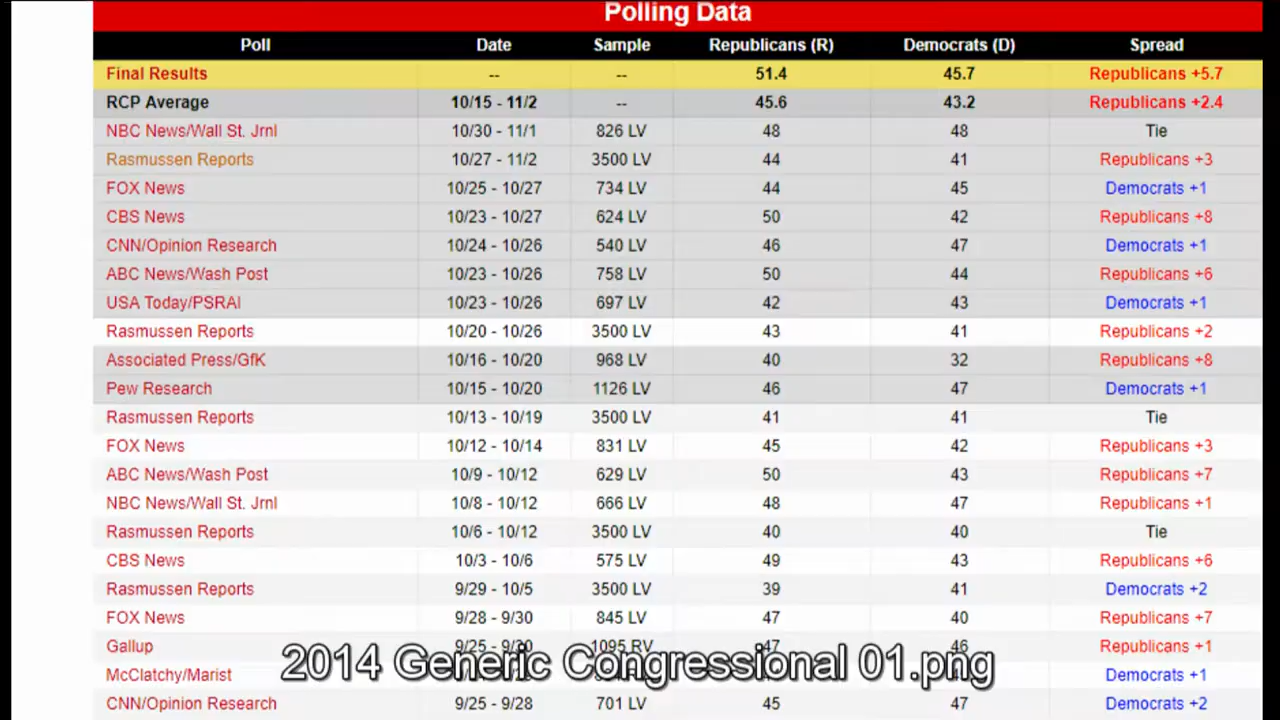 Polling Data
Poll Date Sample Republicans (R) Democrats (D) Spread
Final Results -- -- 51.4 45.7 Republicans +5.7
RCP Average 10/15 - 11/2 -- 45.6 43.2 Republicans +2.4
NBC News/Wall St. Jrnl 10/30 - 11/1 826 LV 48 48 Tie
Rasmussen Reports 10/27 - 11/2 3500 LV 44 41 Republicans +3
FOX News 10/25 - 10/27 734 LV 44 45 Democrats +1
CBS News 10/23 - 10/27 624 LV 50 42 Republicans +8
CNN/Opinion Research 10/24 - 10/26 540 LV 46 47 Democrats +1
ABC News/Wash Post 10/23 - 10/26 758 LV 50 44 Republicans +6
USA Today/PSRAI 10/23 - 10/26 697 LV 42 43 Democrats +1
Rasmussen Reports 10/20 - 10/26 3500 LV 43 41 Republicans +2
Associated Press/GfK 10/16 - 10/20 968 LV 40 32 Republicans +8
Pew Research 10/15 - 10/20 1126 LV 46 47 Democrats +1
Rasmussen Reports 10/13 - 10/19 3500 LV 41 41 Tie
FOX News 10/12 - 10/14 831 LV 45 42 Republicans +3
ABC News/Wash Post 10/9 - 10/12 629 LV 50 43 Republicans +7
NBC News/Wall St. Jrnl 10/8 - 10/12 666 LV 48 47 Republicans +1
Rasmussen Reports 10/6 - 10/12 3500 LV 40 40 Tie
CBS News 10/3 - 10/6 575 LV 49 43 Republicans +6
Rasmussen Reports 9/29 - 10/5 3500 LV 39 41 Democrats +2
FOX News 9/28 - 9/30 845 LV 47 40 Republicans +7
Gallup 9/25 - 9/30 1095 RV 47 46 Republicans +1
2014 Generic Congressional 01.png
McClatchy/Marist Democrats +1
CNN/Opinion Research 9/25 - 9/28 701 LV 45 47 Democrats +2